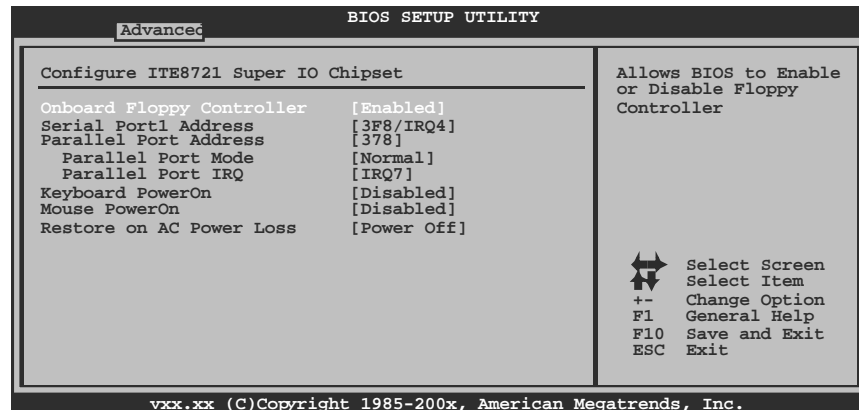 BIOS SETUP UTILITY
Advanced
Configure ITE8721 Super IO Chipset
Onboard Floppy Controller [Enabled]
Serial Port1 Address [3F8/IRQ4]
Parallel Port Address [378]
Parallel Port Mode [Normal]
Parallel Port IRQ [IRQ7]
Keyboard PowerOn [Disabled]
Mouse PowerOn [Disabled]
Restore on AC Power Loss [Power Off]
Allows BIOS to Enable
or Disable Floppy
Controller
Select Screen
Select Item
+- Change Option
F1 General Help
F10 Save and Exit
ESC Exit
vxx.xx (C)Copyright 1985-200x, American Megatrends, Inc.